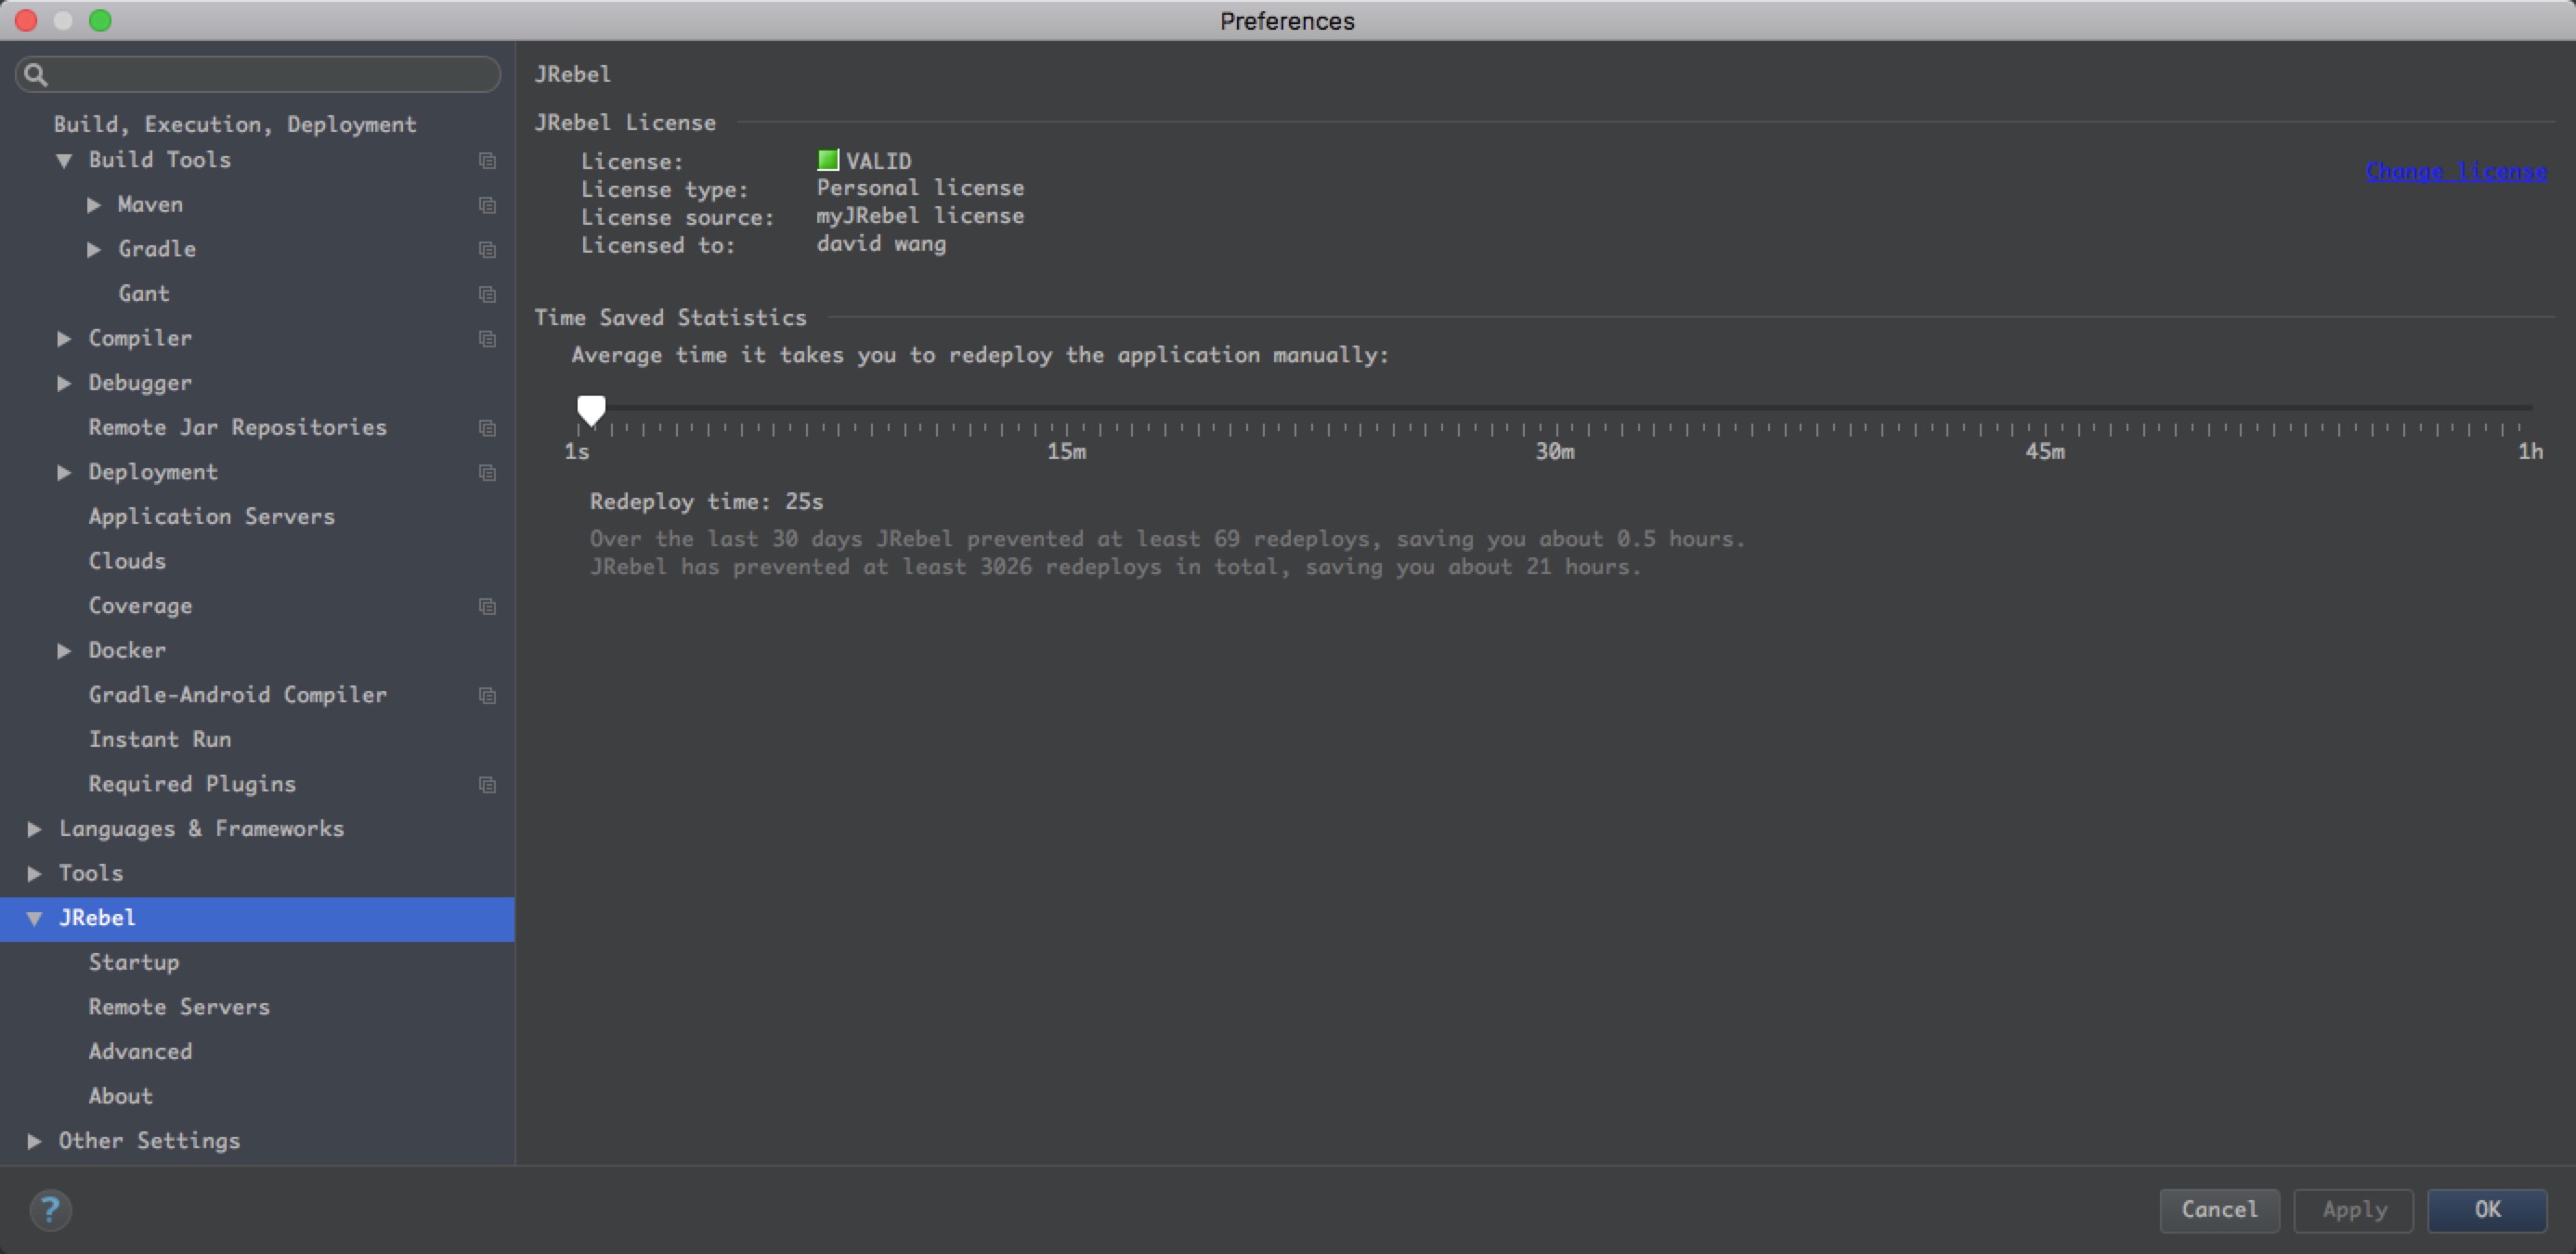 Preferences
Build, Execution, Deployment
Build Tools
Maven
Gradle
Gant
Compiler
Debugger
Remote Jar Repositories
Deployment
Application Servers
Clouds
Coverage
Docker
Gradle-Android Compiler
Instant Run
Required Plugins
Languages & Frameworks
Tools
JRebel
Startup
Remote Servers
Advanced
About
Other Settings
JRebel
JRebel License
License: VALID
License type: Personal license
License source: myJRebel license
Licensed to: david wang
Change license
Time Saved Statistics
Average time it takes you to redeploy the application manually:
1s 15m 30m 45m 1h
Redeploy time: 25s
Over the last 30 days JRebel prevented at least 69 redeploys, saving you about 0.5 hours.
JRebel has prevented at least 3026 redeploys in total, saving you about 21 hours.
?
Cancel Apply OK